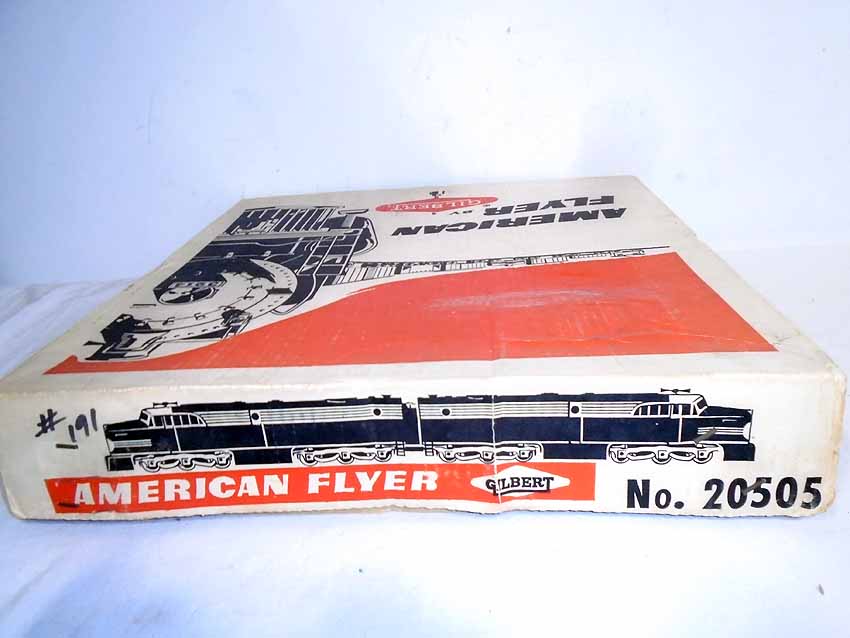 AMERICAN
FLYER BY
GILBERT
# 191
AMERICAN FLYER
GILBERT
No. 20505